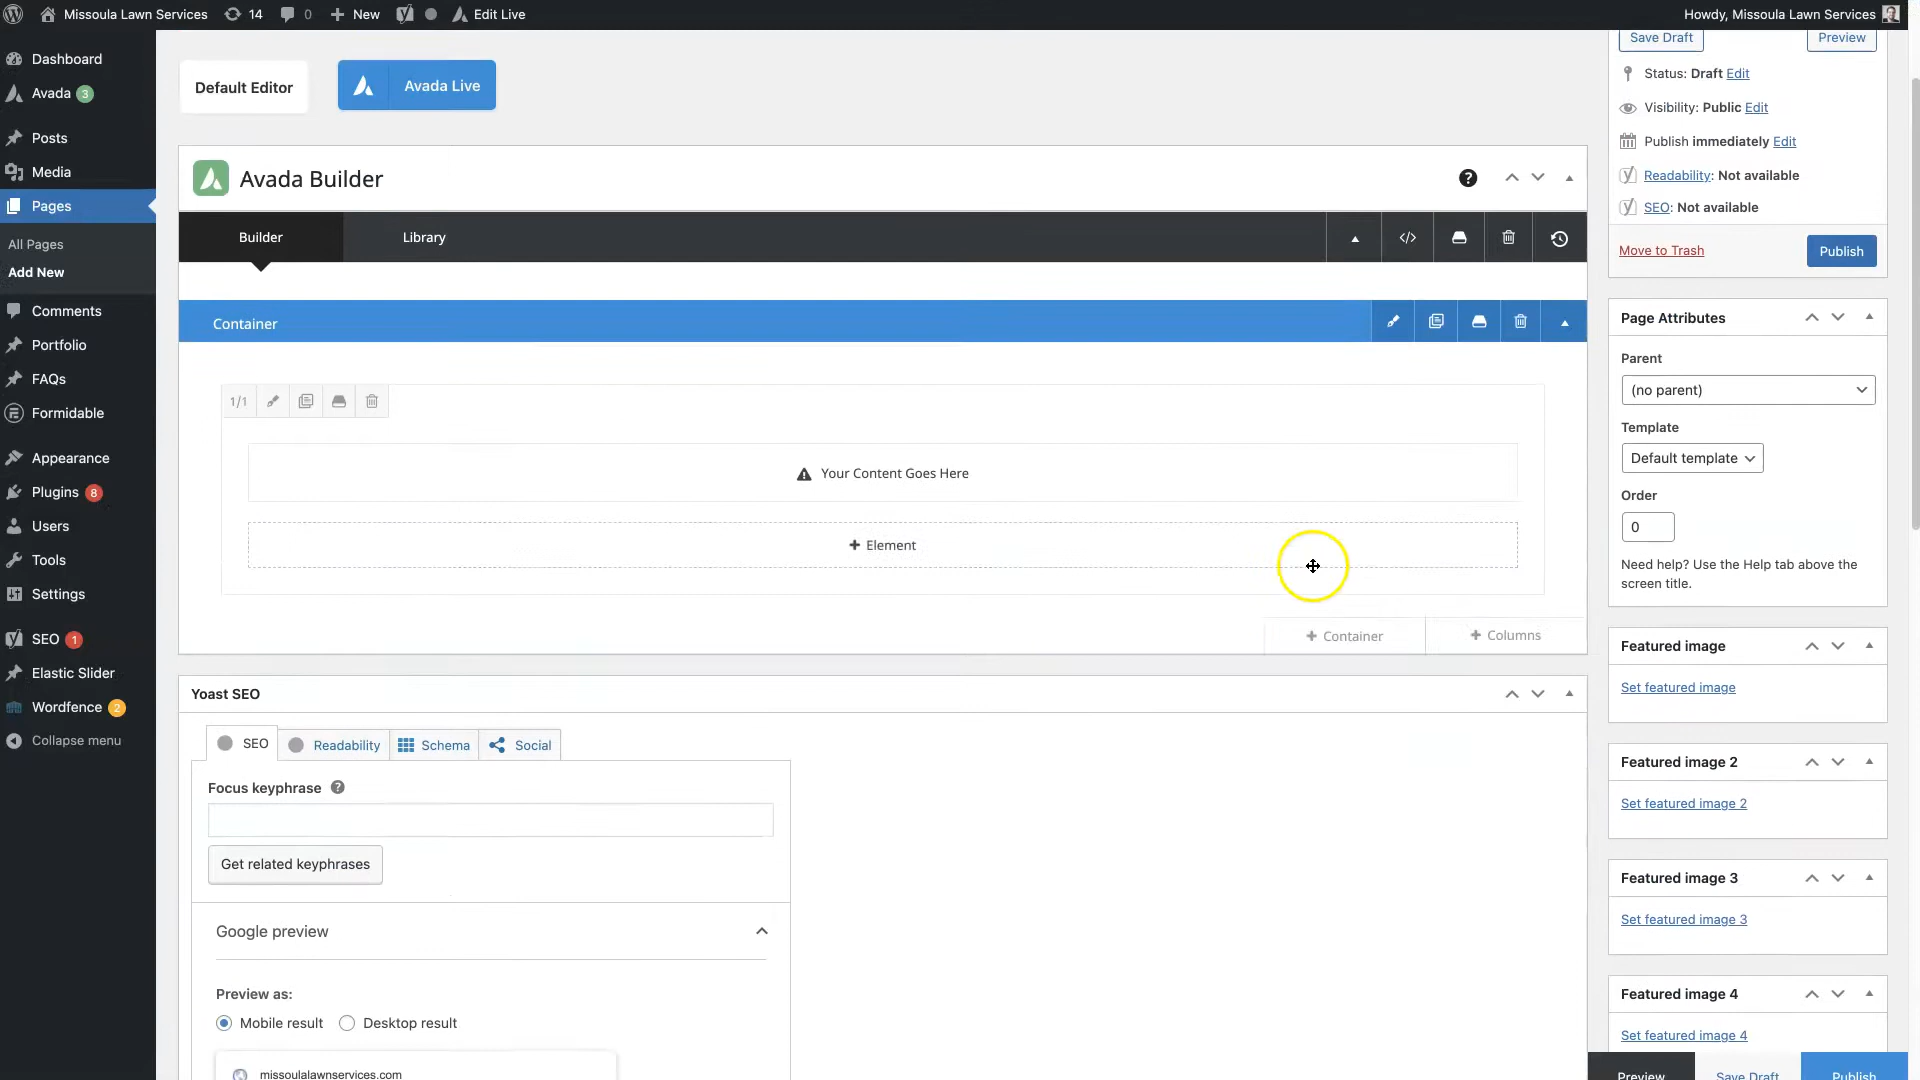 Missoula Lawn Services
14
0
New
Edit Live
Howdy, Missoula Lawn Services
Dashboard
Avada 3
Posts
Media
Pages
All Pages
Add New
Comments
Portfolio
FAQs
Formidable
Appearance
Plugins 8
Users
Tools
Settings
SEO 1
Elastic Slider
Wordfence 2
Collapse menu
Default Editor
Avada Live
Avada Builder
?
Builder
Library
</>
Container
1/1
Your Content Goes Here
+ Element
+ Container
+ Columns
Yoast SEO
SEO
Readability
Schema
Social
Focus keyphrase ?
Get related keyphrases
Google preview
Preview as:
Mobile result
Desktop result
missoulalawnservices.com
Save Draft
Preview
Status: Draft Edit
Visibility: Public Edit
Publish immediately Edit
Readability: Not available
SEO: Not available
Move to Trash
Publish
Page Attributes
Parent
(no parent)
Template
Default template
Order
0
Need help? Use the Help tab above the
screen title.
Featured image
Set featured image
Featured image 2
Set featured image 2
Featured image 3
Set featured image 3
Featured image 4
Set featured image 4
Preview
Save Draft
Publish